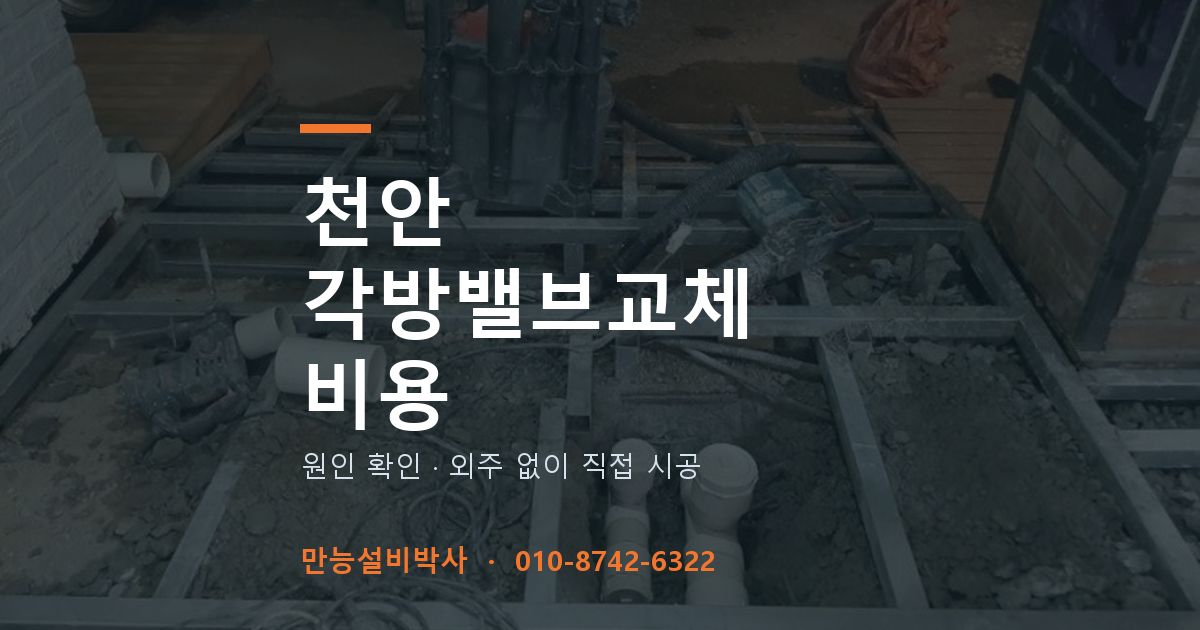 천안
각방밸브교체
비용
원인 확인 · 외주 없이 직접 시공
만능설비박사 · 010-8742-6322